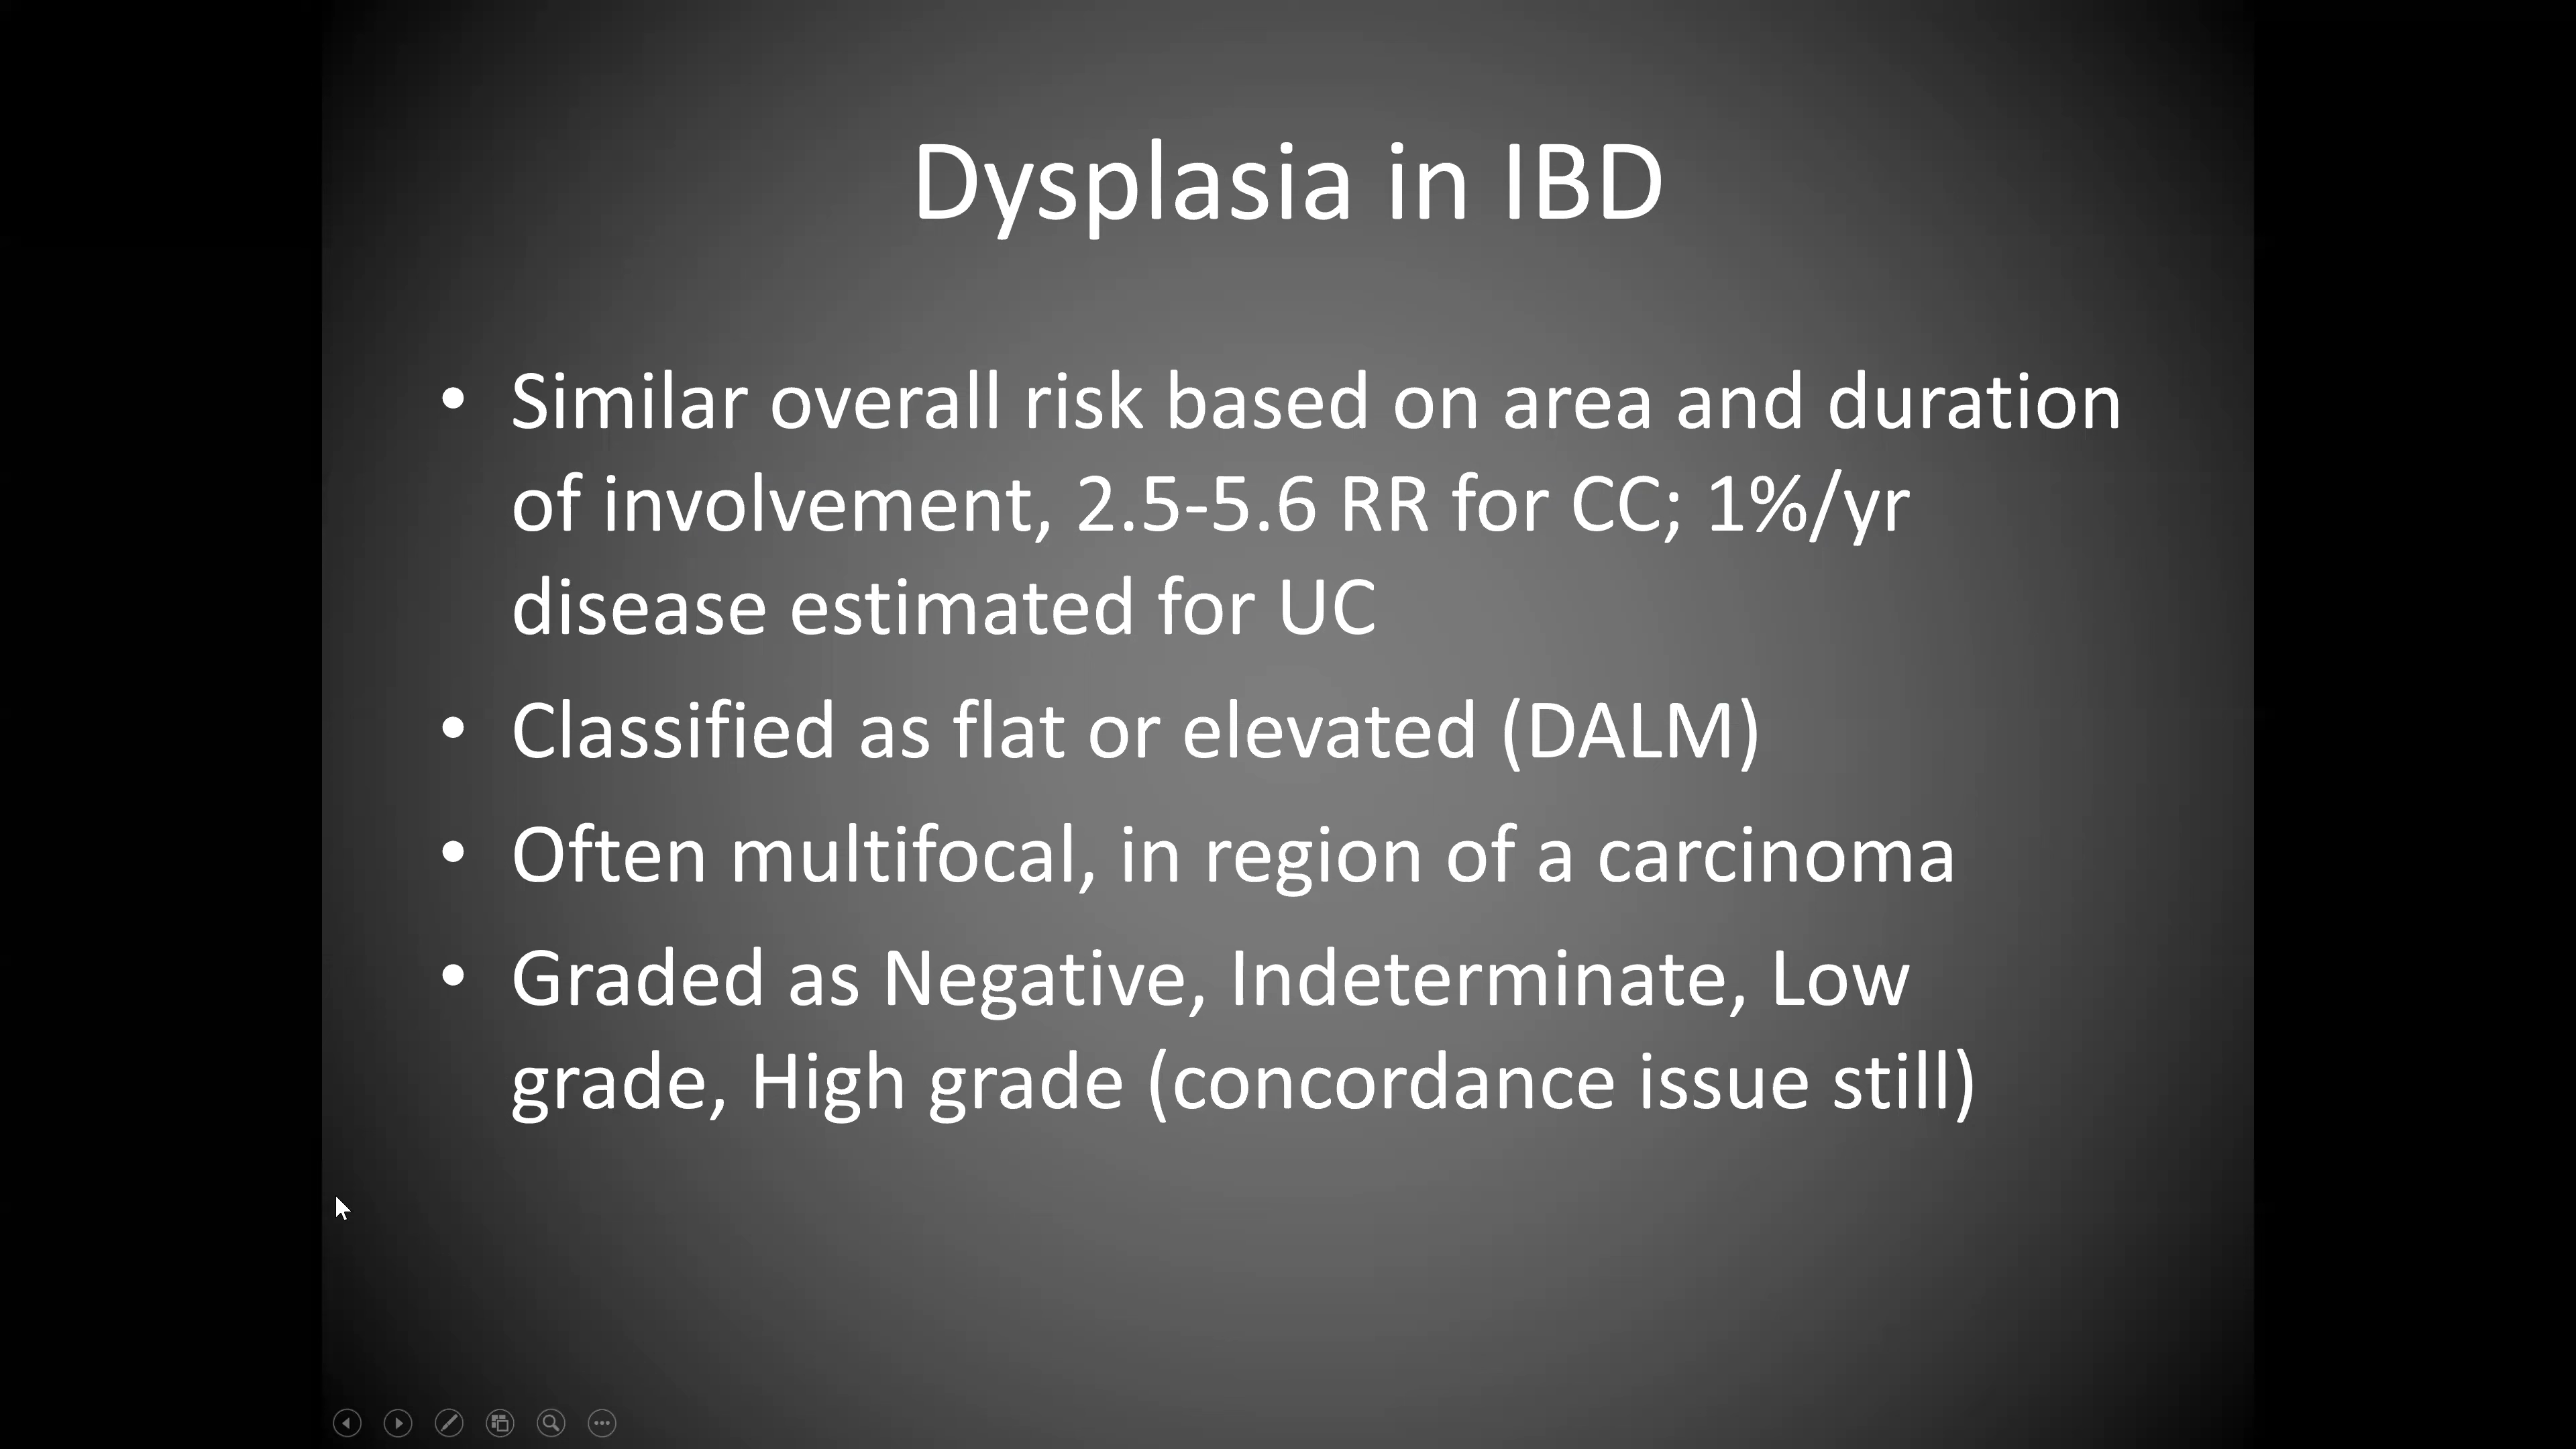 Dysplasia in IBD
• Similar overall risk based on area and duration
of involvement, 2.5-5.6 RR for CC; 1%/yr
disease estimated for UC
• Classified as flat or elevated (DALM)
• Often multifocal, in region of a carcinoma
• Graded as Negative, Indeterminate, Low
grade, High grade (concordance issue still)